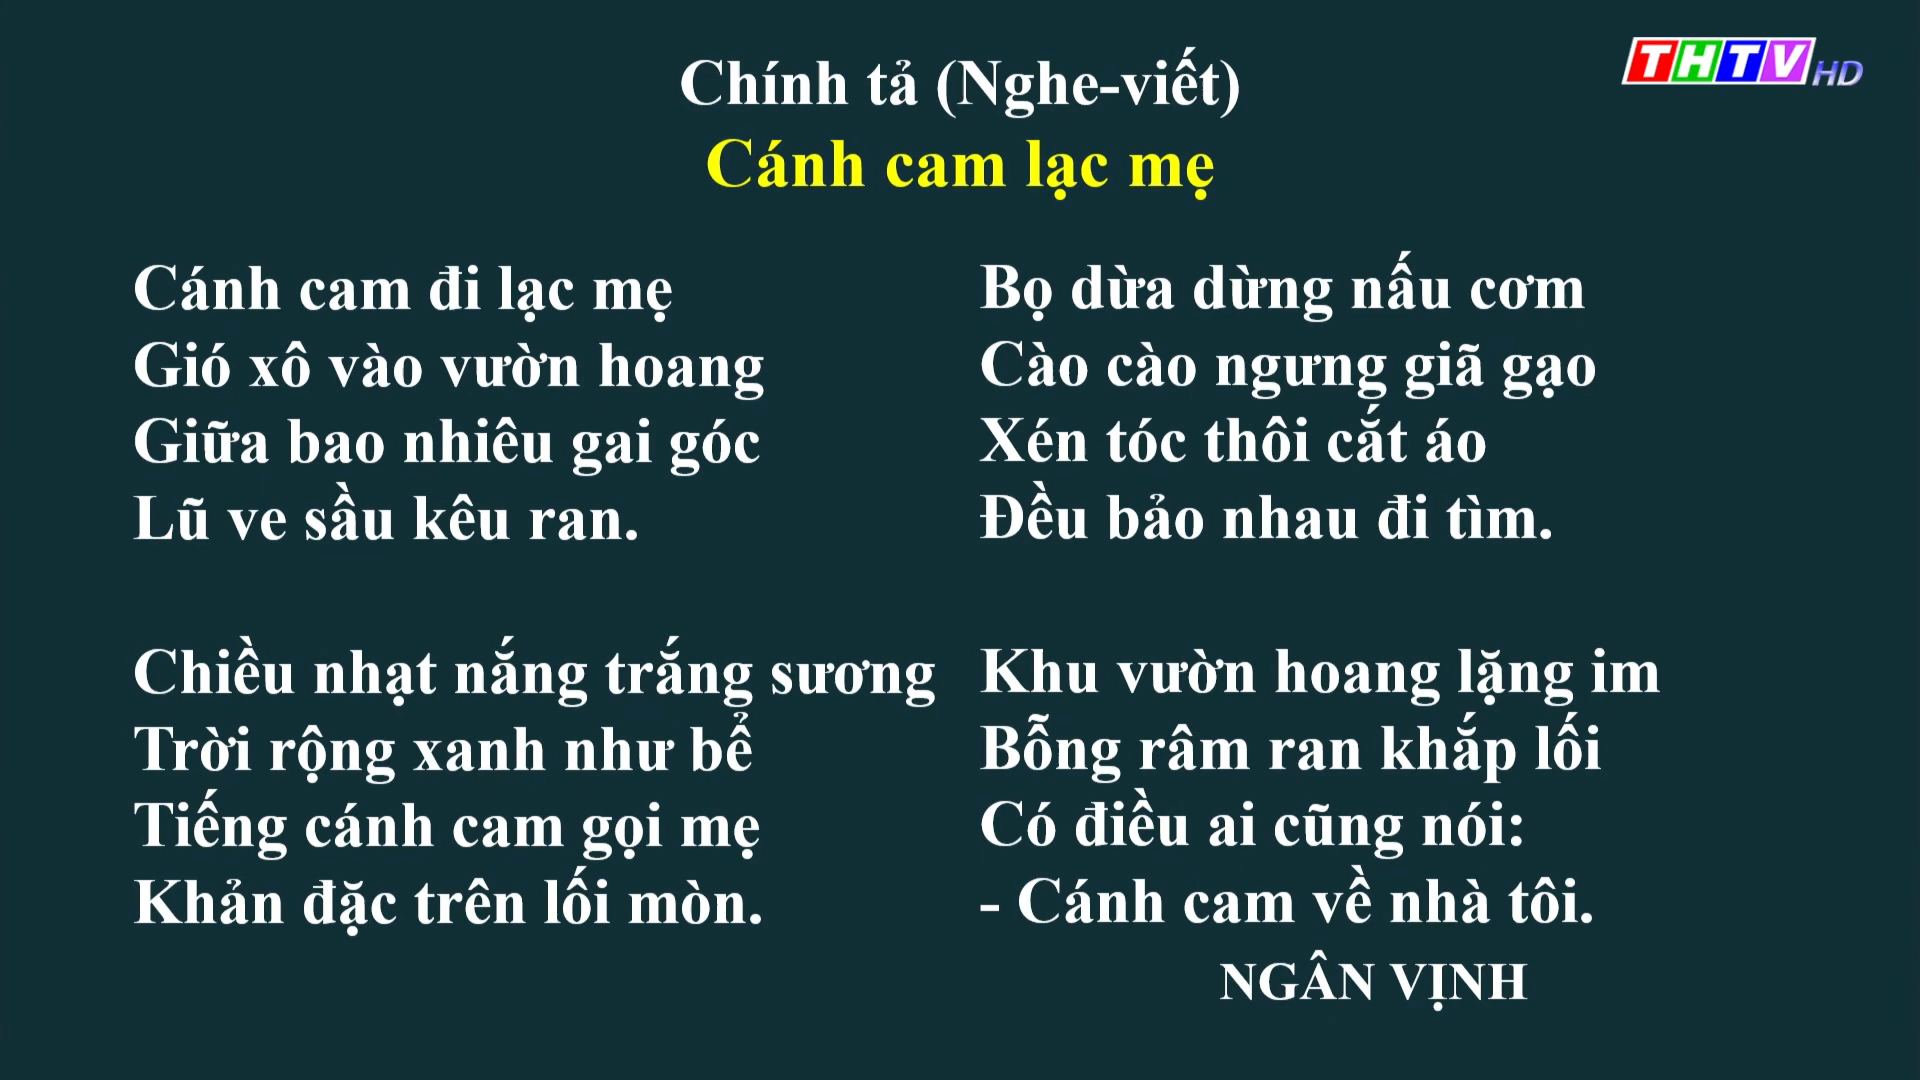 THTV HD
Chính tả (Nghe-viết)
Cánh cam lạc mẹ
Cánh cam đi lạc mẹ
Gió xô vào vườn hoang
Giữa bao nhiêu gai góc
Lũ ve sầu kêu ran.
Chiều nhạt nắng trắng sương
Trời rộng xanh như bể
Tiếng cánh cam gọi mẹ
Khản đặc trên lối mòn.
Bọ dừa dừng nấu cơm
Cào cào ngưng giã gạo
Xén tóc thôi cắt áo
Đều bảo nhau đi tìm.
Khu vườn hoang lặng im
Bỗng râm ran khắp lối
Có điều ai cũng nói:
- Cánh cam về nhà tôi.
NGÂN VỊNH